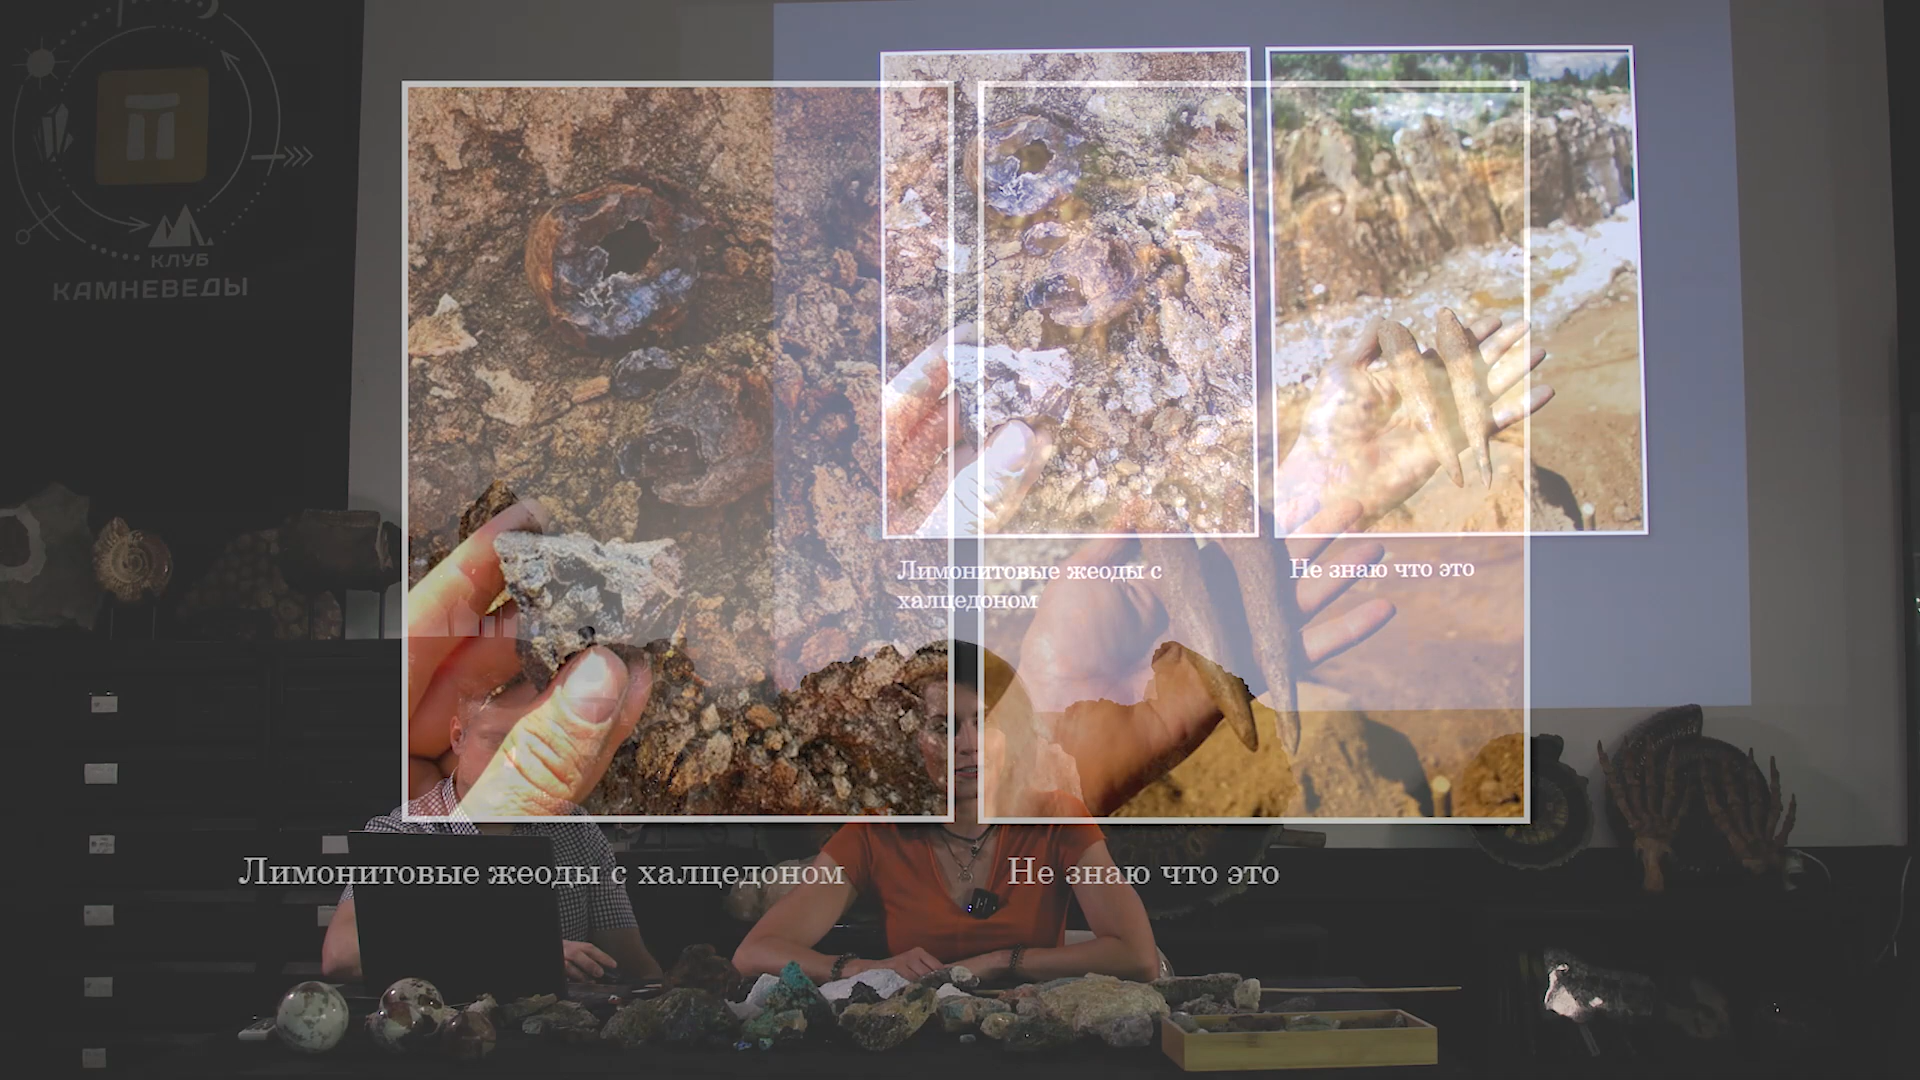 КЛУБ
КАМНЕВЕДЫ
Лимонитовые жеоды с
халцедоном
Не знаю что это
Лимонитовые жеоды с халцедоном
Не знаю что это